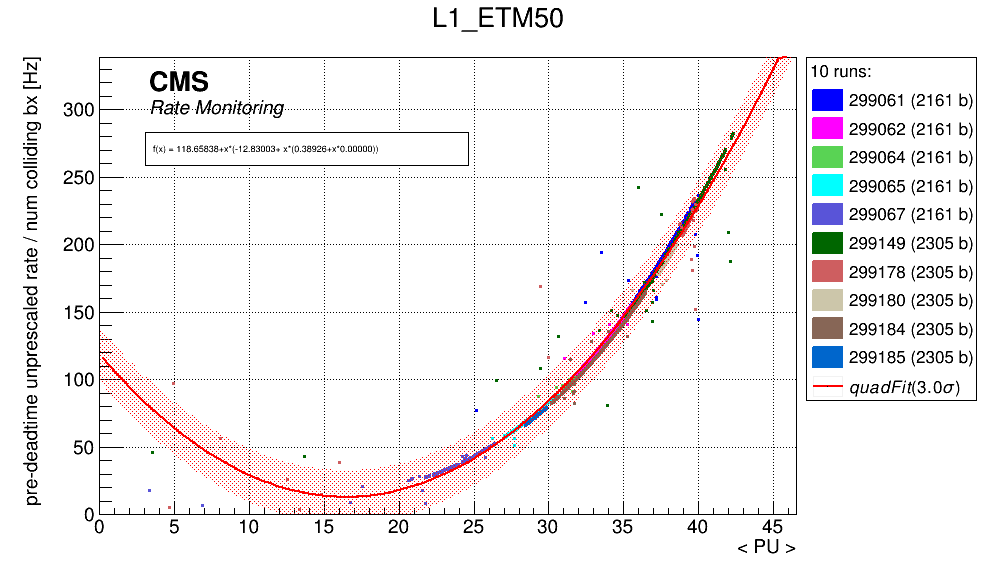 L1_ETM50
pre-deadtime unprescaled rate / num colliding bx [Hz]
CMS
Rate Monitoring
f(x) = 118.65838+x*(-12.83003+ x*(0.38926+x*0.00000))
300
250
200
150
100
50
0
0 5 10 15 20 25 30 35 40 45
< PU >
10 runs:
299061 (2161 b)
299062 (2161 b)
299064 (2161 b)
299065 (2161 b)
299067 (2161 b)
299149 (2305 b)
299178 (2305 b)
299180 (2305 b)
299184 (2305 b)
299185 (2305 b)
quadFit(3.0σ)